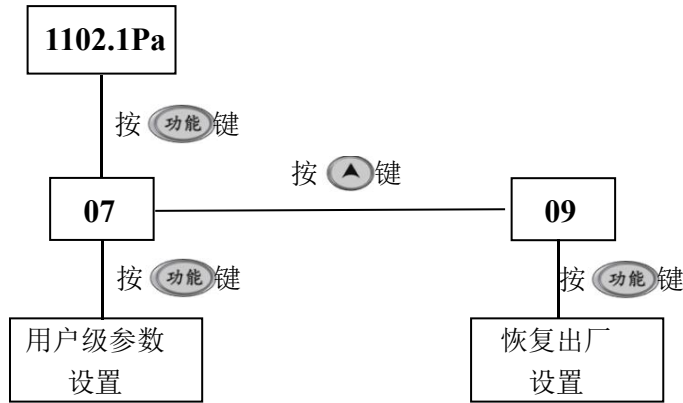 1102.1Pa
按 功能 键
按 键
07
09
按 功能 键
按 功能 键
用户级参数
设置
恢复出厂
设置